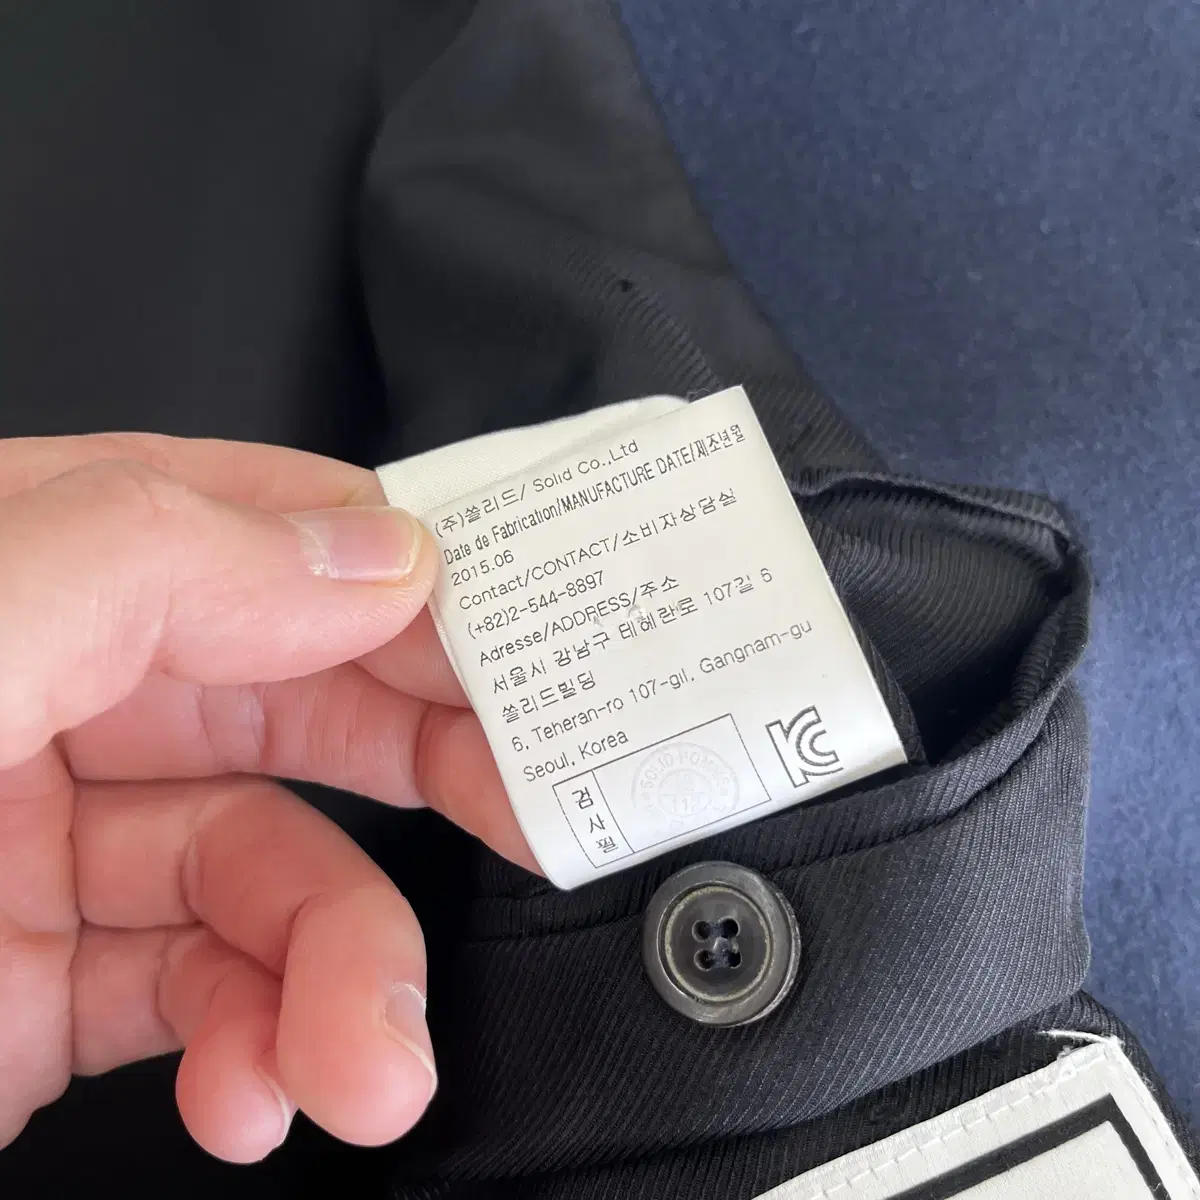 (주)쏠리드/ Solid Co.,Ltd
Date de Fabrication/MANUFACTURE DATE/제조년월
2015.06
Contact/CONTACT/소비자상담실
(+82)2-544-8897
Adresse/ADDRESS/주소
서울시 강남구 테헤란로 107길 6
쏠리드빌딩
6, Teheran-ro 107-gil, Gangnam-gu
Seoul, Korea
검사필
SOLID HOMME
KC